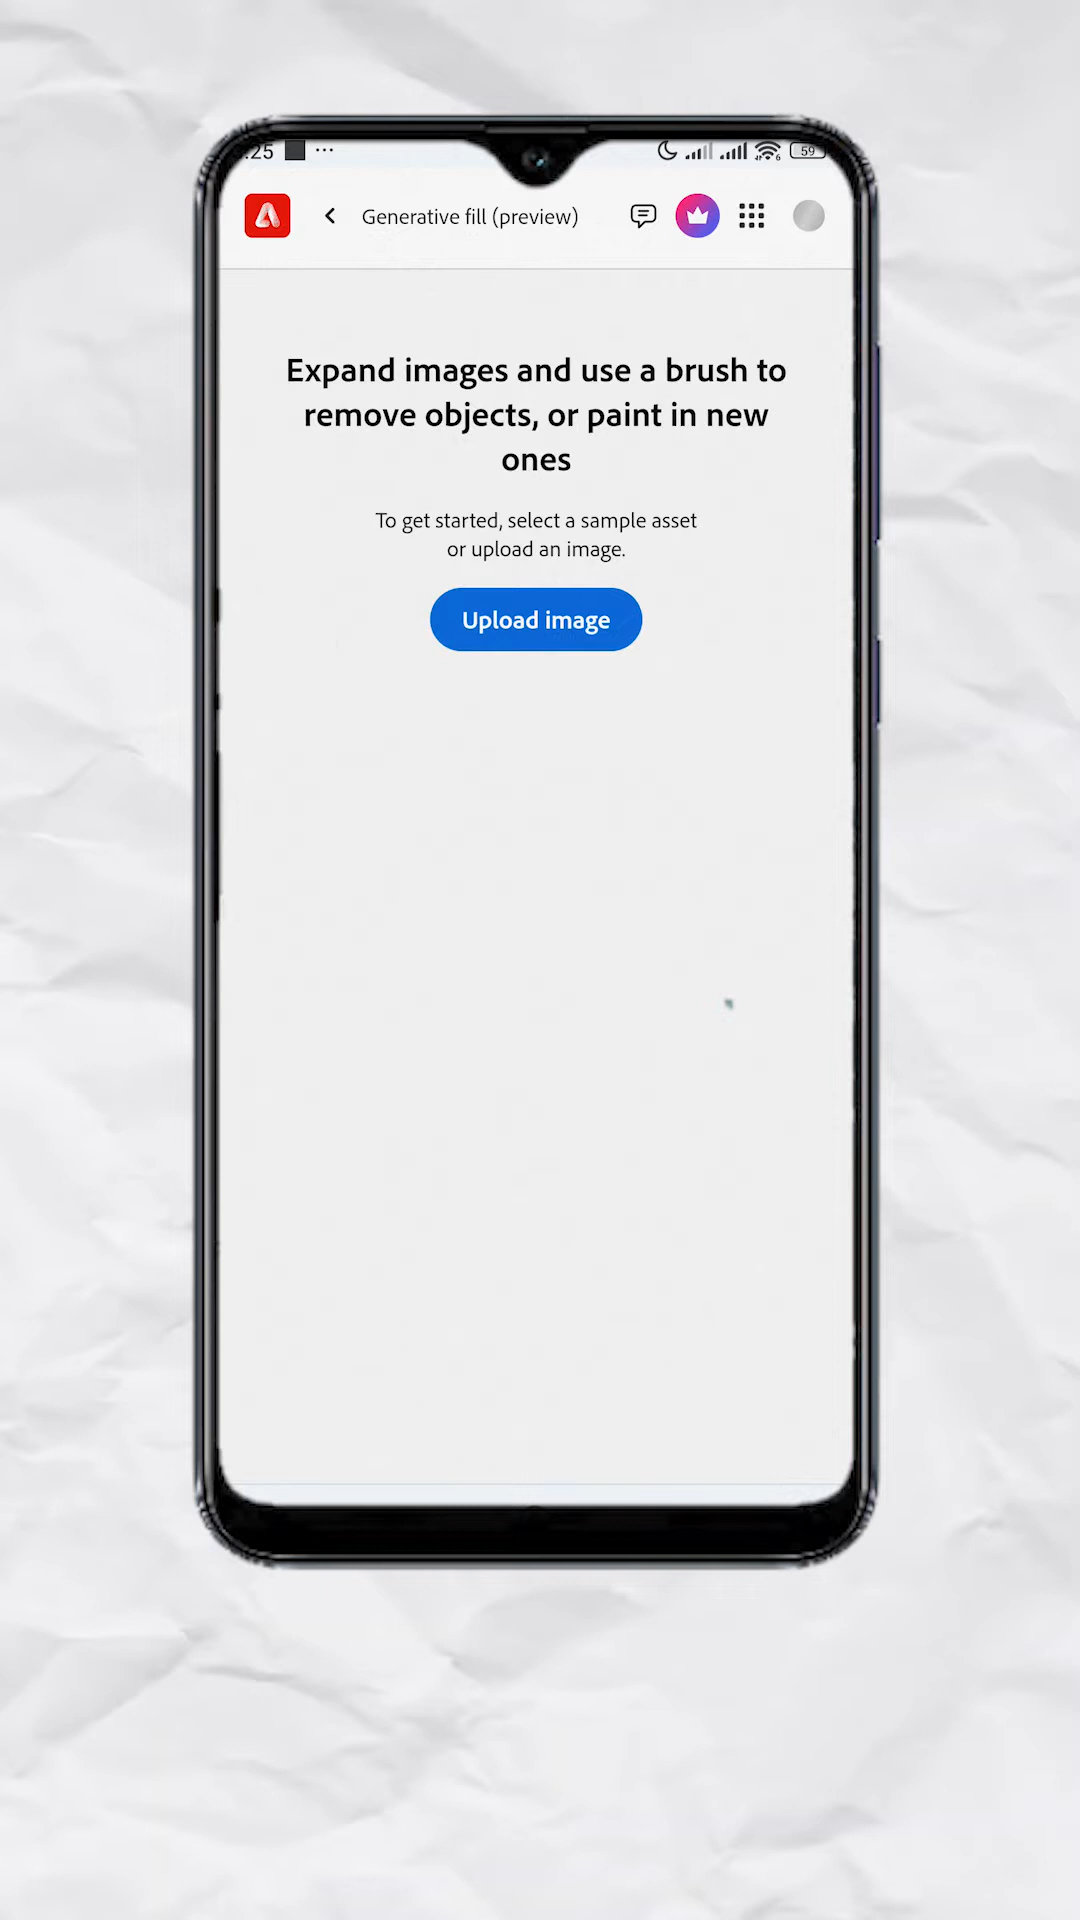 :25 ... 59
Generative fill (preview)
Expand images and use a brush to
remove objects, or paint in new
ones
To get started, select a sample asset
or upload an image.
Upload image